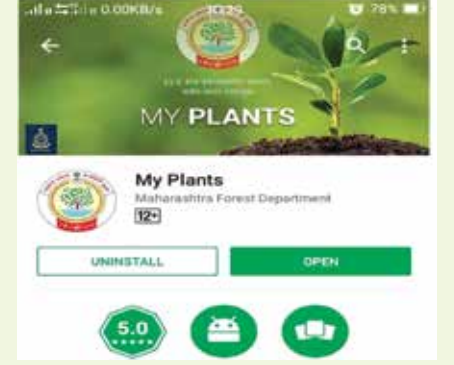 0.00KB/s
78%
MY PLANTS
My Plants
Maharashtra Forest Department
12+
UNINSTALL
OPEN
5.0